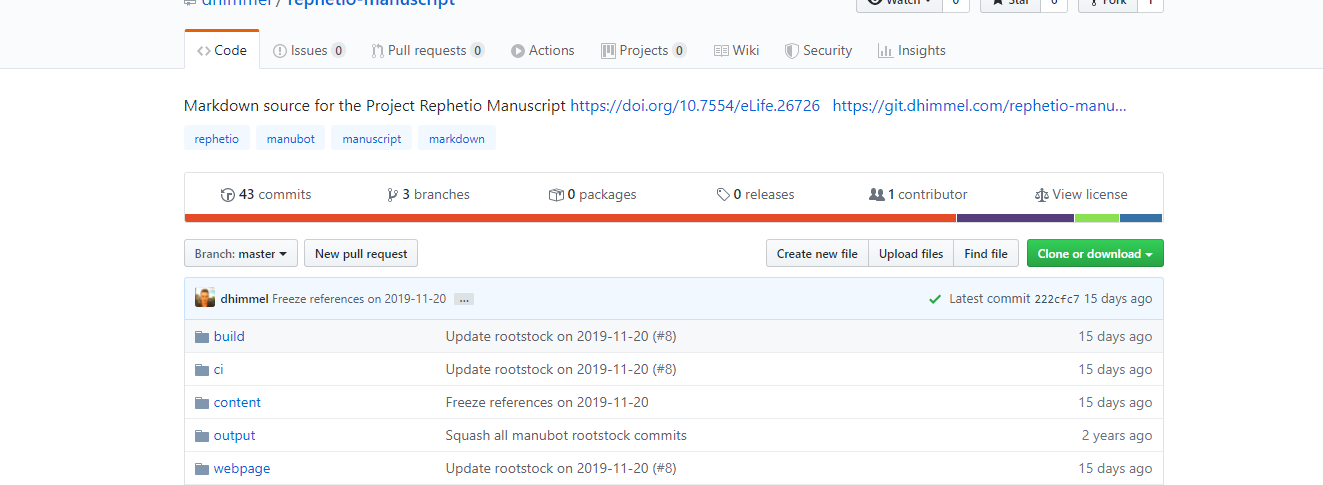 dhimmel / rephetio-manuscript Watch 0 Star 0 Fork 1
Code Issues 0 Pull requests 0 Actions Projects 0 Wiki Security Insights
Markdown source for the Project Rephetio Manuscript https://doi.org/10.7554/eLife.26726 https://git.dhimmel.com/rephetio-manu...
rephetio manubot manuscript markdown
43 commits 3 branches 0 packages 0 releases 1 contributor View license
Branch: master New pull request Create new file Upload files Find file Clone or download
dhimmel Freeze references on 2019-11-20 ... Latest commit 222cfc7 15 days ago
build Update rootstock on 2019-11-20 (#8) 15 days ago
ci Update rootstock on 2019-11-20 (#8) 15 days ago
content Freeze references on 2019-11-20 15 days ago
output Squash all manubot rootstock commits 2 years ago
webpage Update rootstock on 2019-11-20 (#8) 15 days ago